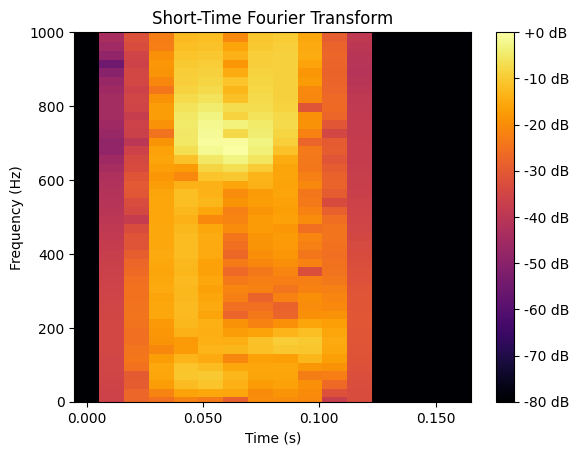 Short-Time Fourier Transform
1000
800
600
400
200
0
Frequency (Hz)
0.000
0.050
0.100
0.150
Time (s)
+0 dB
-10 dB
-20 dB
-30 dB
-40 dB
-50 dB
-60 dB
-70 dB
-80 dB